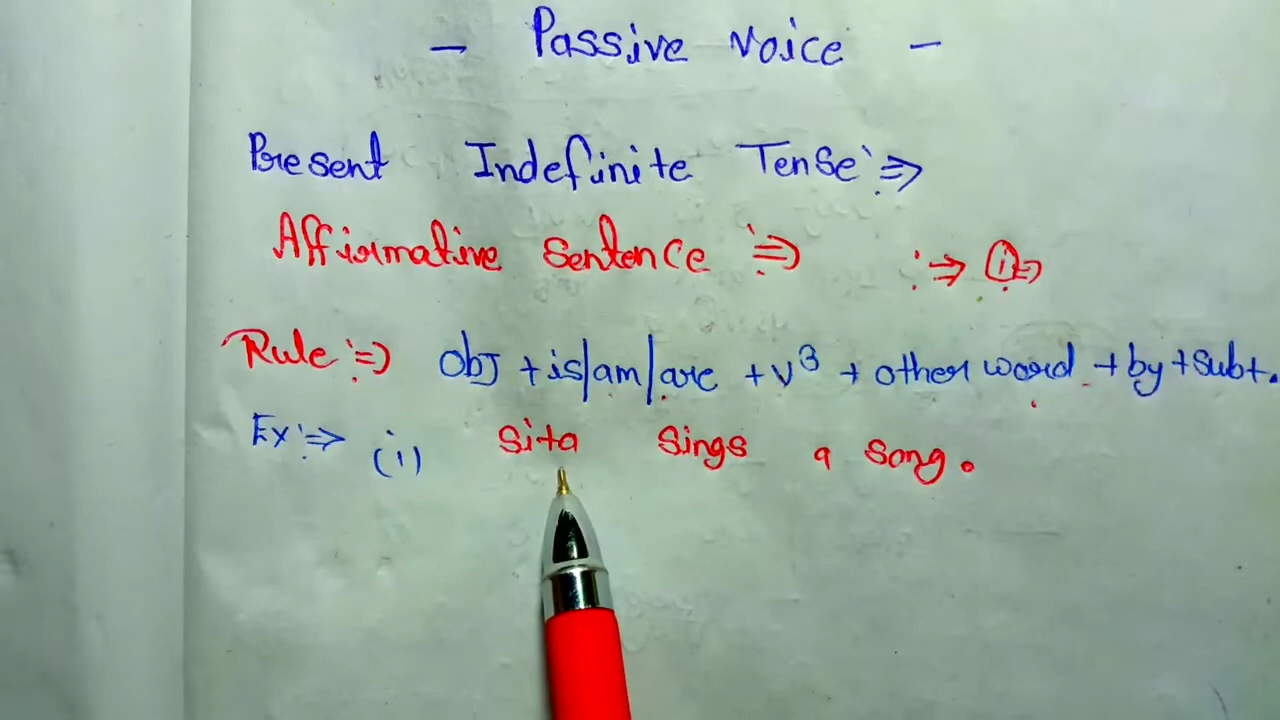 - Passive Voice -
Present Indefinite Tense :⇒
Affirmative Sentence :⇒ :⇒ (i)⇒
Rule :⇒ Obj + is/am/are + V³ + other word + by + Subt.
Ex :⇒ (i) Sita Sings a Song.